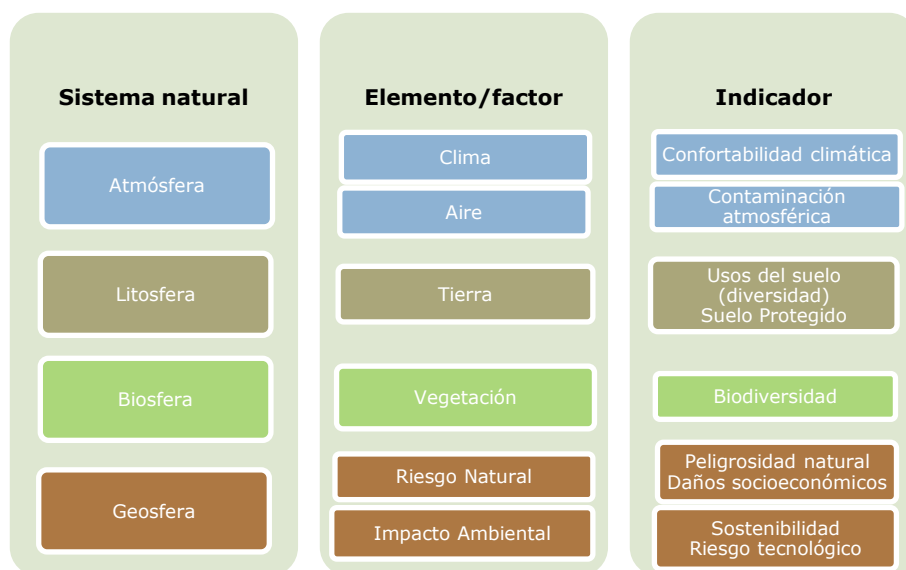 Sistema natural
Atmósfera
Litosfera
Biosfera
Geosfera
Elemento/factor
Clima
Aire
Tierra
Vegetación
Riesgo Natural
Impacto Ambiental
Indicador
Confortabilidad climática
Contaminación
atmosférica
Usos del suelo
(diversidad)
Suelo Protegido
Biodiversidad
Peligrosidad natural
Daños socioeconómicos
Sostenibilidad
Riesgo tecnológico